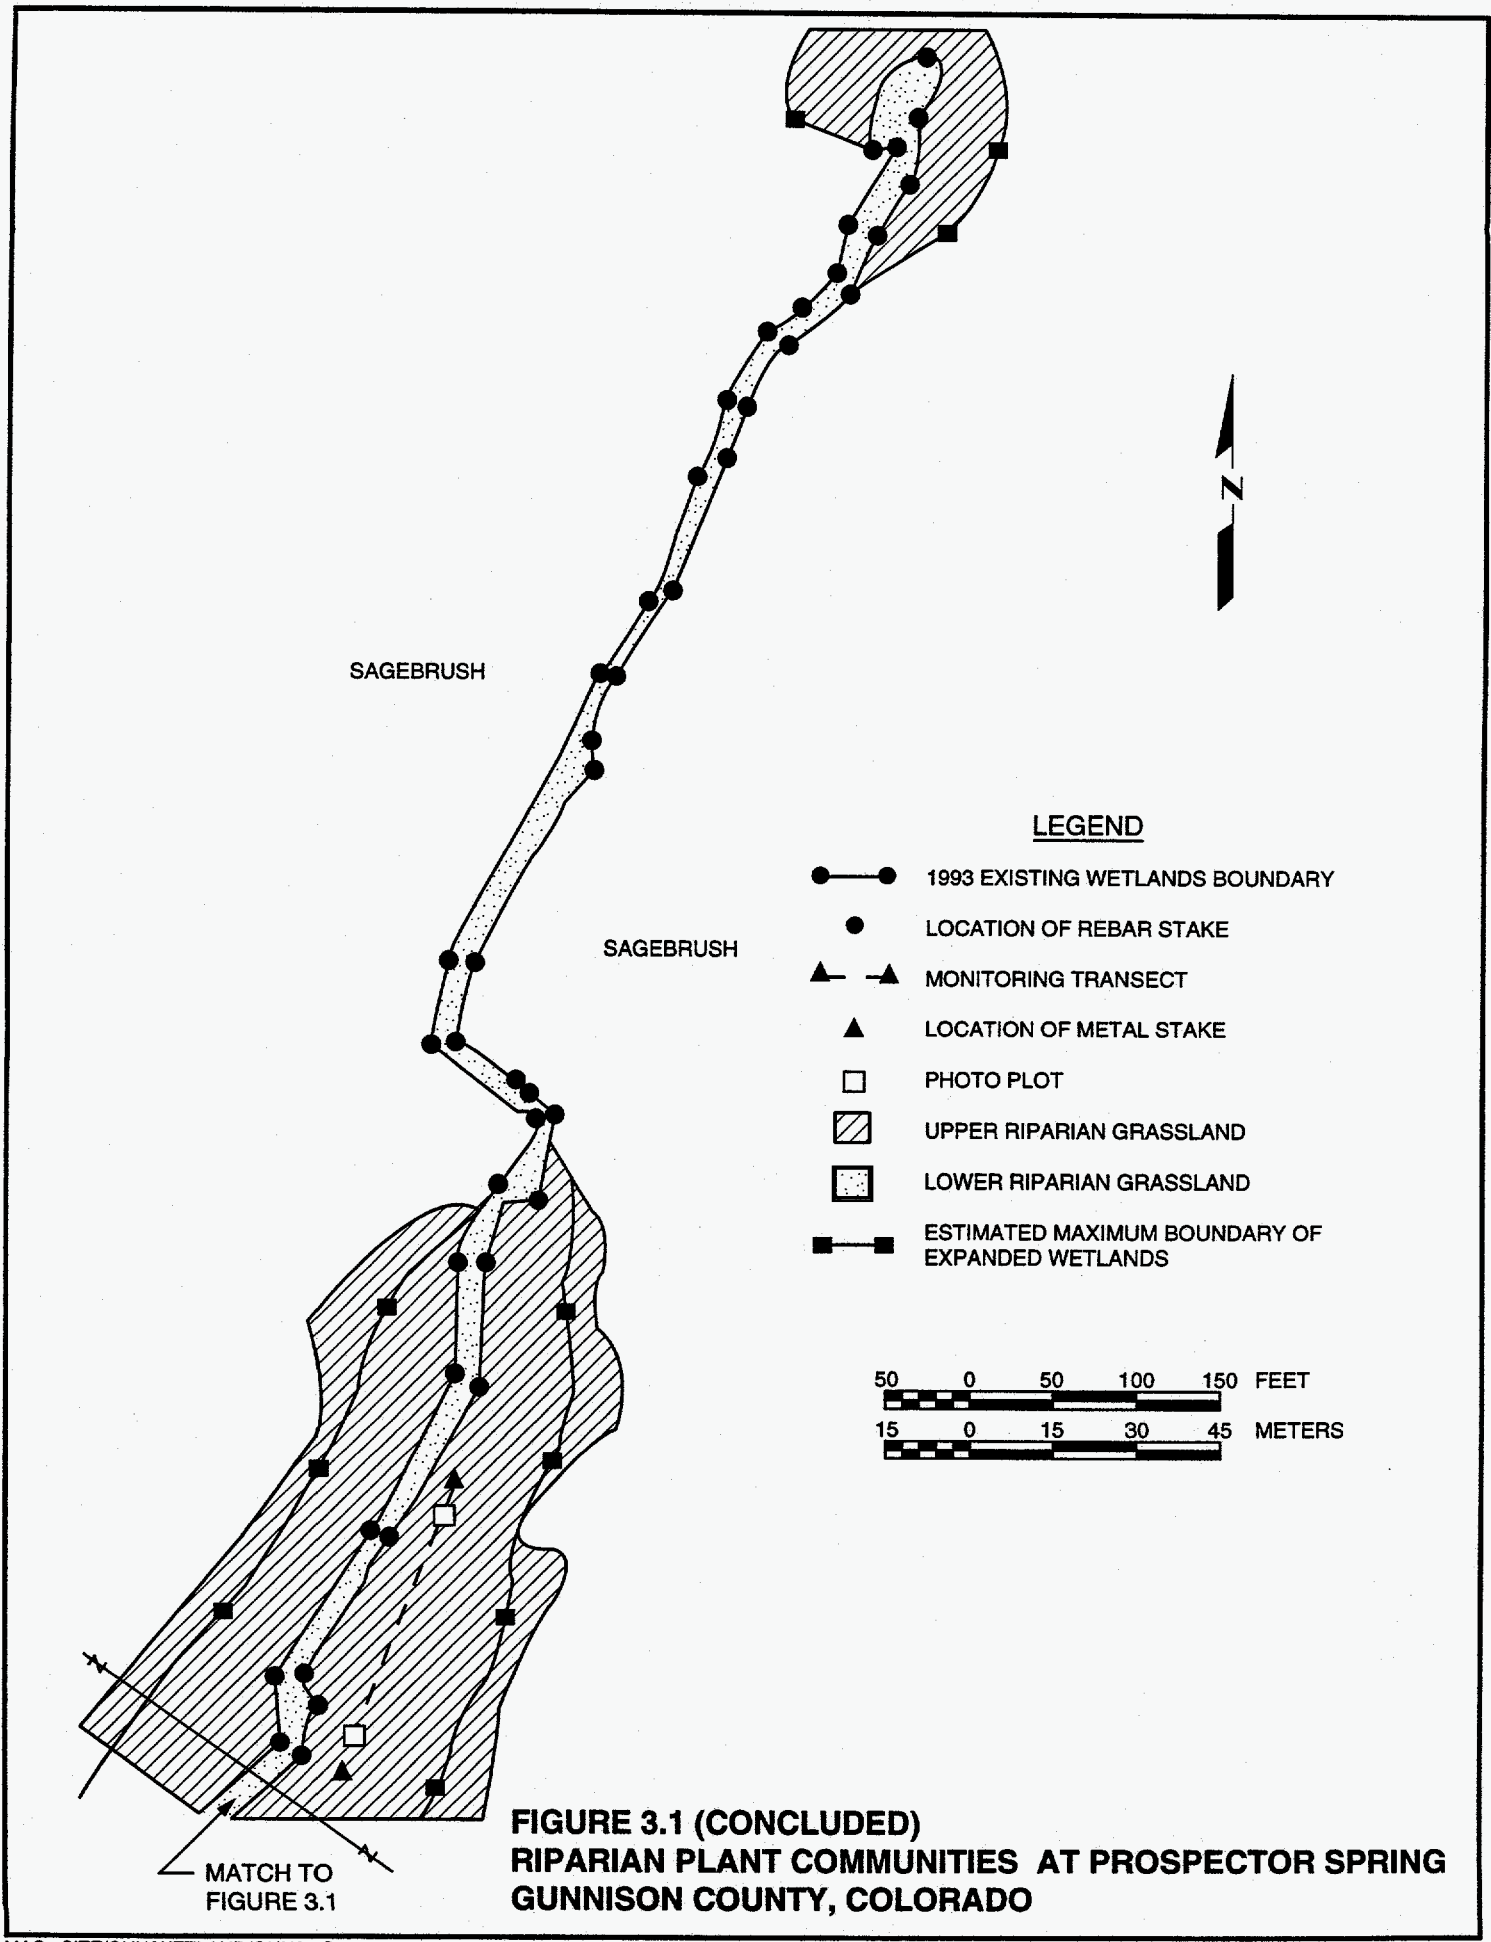 N
SAGEBRUSH
SAGEBRUSH
LEGEND
1993 EXISTING WETLANDS BOUNDARY
LOCATION OF REBAR STAKE
MONITORING TRANSECT
LOCATION OF METAL STAKE
PHOTO PLOT
UPPER RIPARIAN GRASSLAND
LOWER RIPARIAN GRASSLAND
ESTIMATED MAXIMUM BOUNDARY OF
EXPANDED WETLANDS
50 0 50 100 150 FEET
15 0 15 30 45 METERS
MATCH TO
FIGURE 3.1
FIGURE 3.1 (CONCLUDED)
RIPARIAN PLANT COMMUNITIES AT PROSPECTOR SPRING
GUNNISON COUNTY, COLORADO